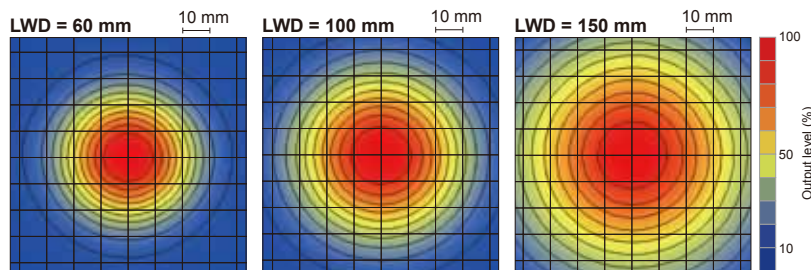 LWD = 60 mm
10 mm
LWD = 100 mm
10 mm
LWD = 150 mm
10 mm
100
50
10
Output level (%)